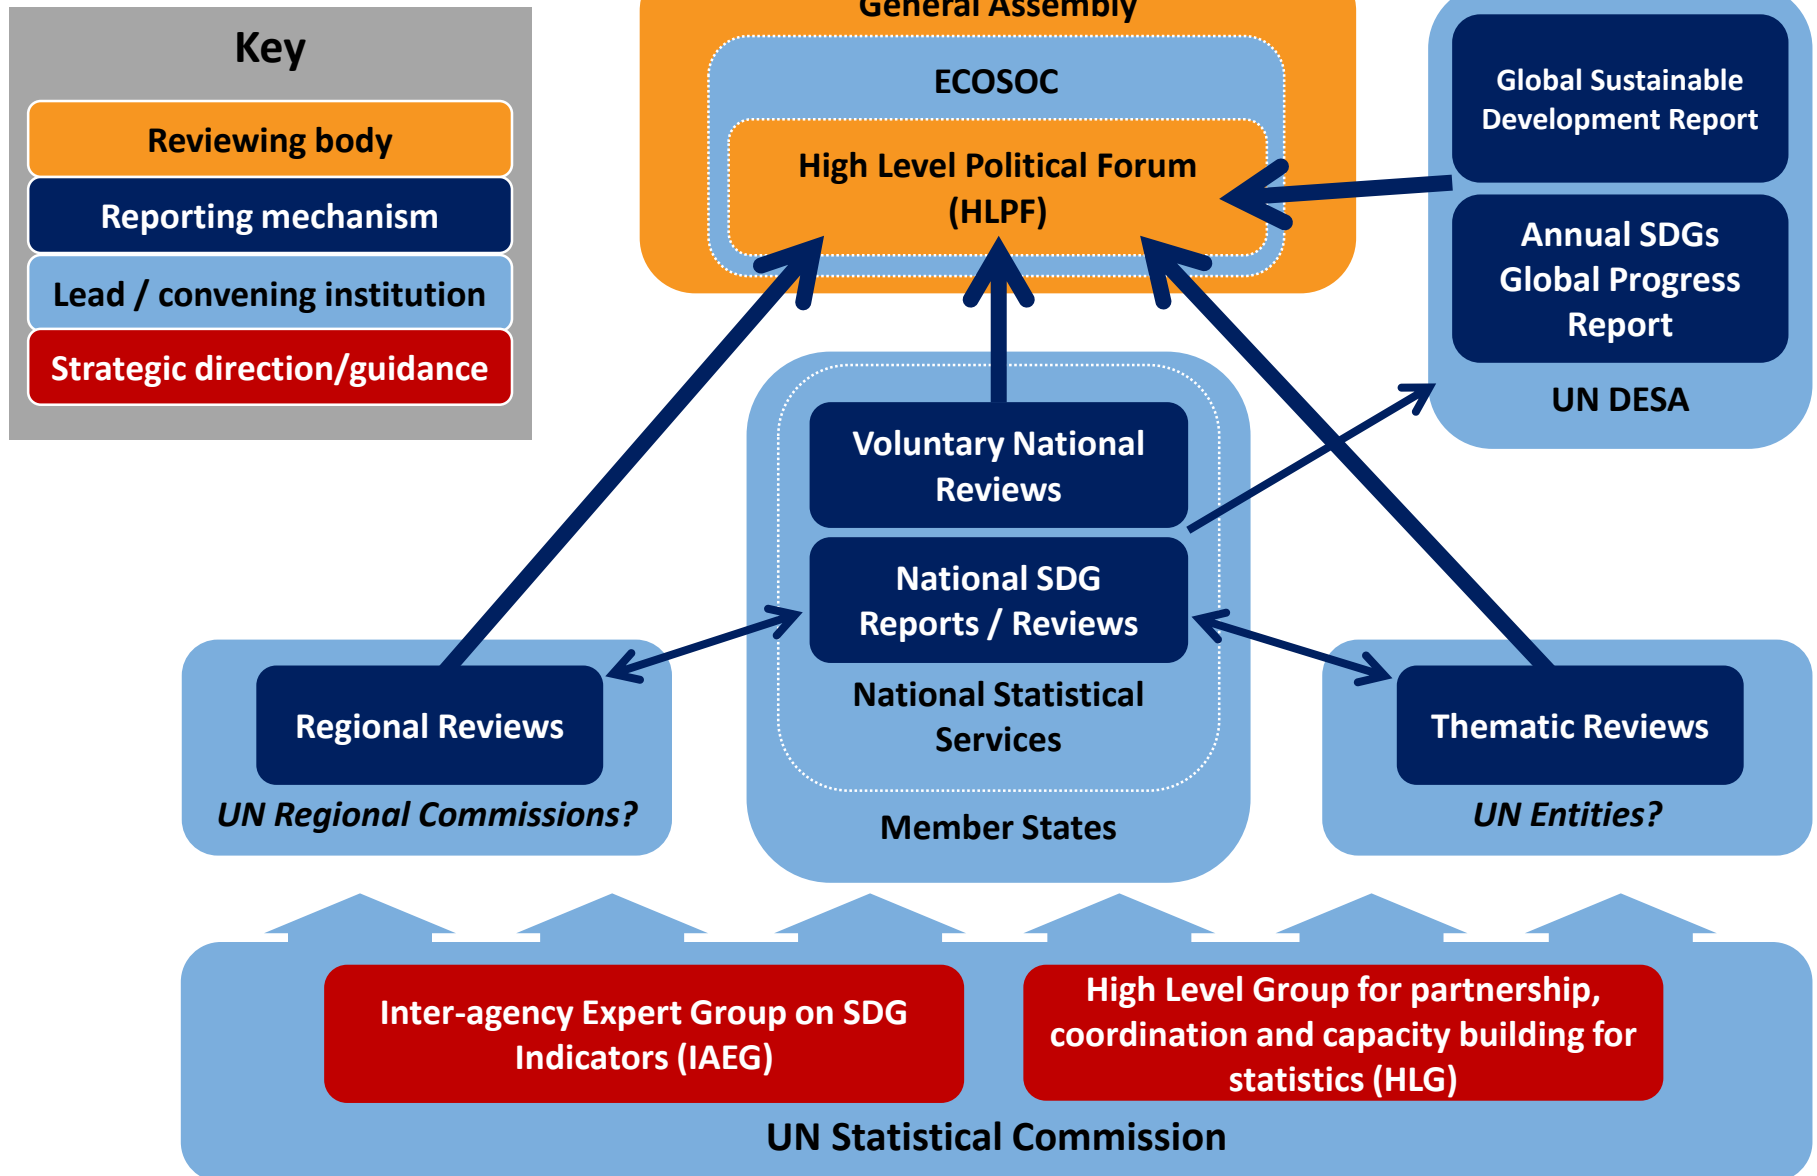 Key
Reviewing body
Reporting mechanism
Lead / convening institution
Strategic direction/guidance
General Assembly
ECOSOC
High Level Political Forum
(HLPF)
Global Sustainable
Development Report
Annual SDGs
Global Progress
Report
UN DESA
Voluntary National
Reviews
National SDG
Reports / Reviews
National Statistical
Services
Member States
Regional Reviews
UN Regional Commissions?
Thematic Reviews
UN Entities?
Inter-agency Expert Group on SDG
Indicators (IAEG)
High Level Group for partnership,
coordination and capacity building for
statistics (HLG)
UN Statistical Commission